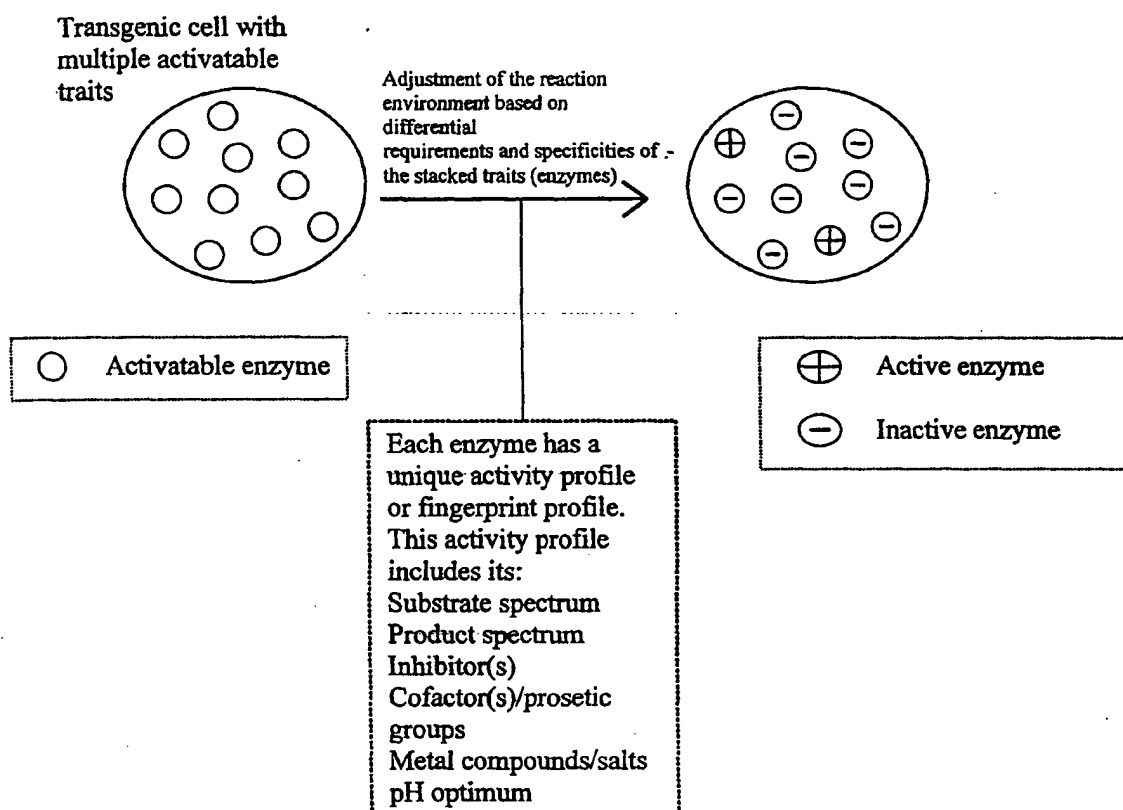 Transgenic cell with
multiple activatable
traits
Adjustment of the reaction
environment based on
differential
requirements and specificities of .-
the stacked traits (enzymes)
Activatable enzyme
Active enzyme
Inactive enzyme
Each enzyme has a
unique activity profile
or fingerprint profile.
This activity profile
includes its:
Substrate spectrum
Product spectrum
Inhibitor(s)
Cofactor(s)/prosetic
groups
Metal compounds/salts
pH optimum